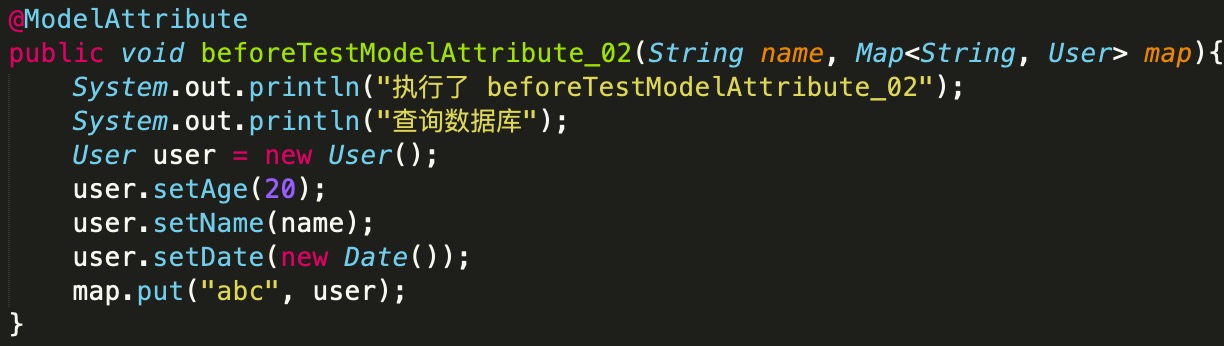 @ModelAttribute
public void beforeTestModelAttribute_02(String name, Map<String, User> map){
    System.out.println("执行了 beforeTestModelAttribute_02");
    System.out.println("查询数据库");
    User user = new User();
    user.setAge(20);
    user.setName(name);
    user.setDate(new Date());
    map.put("abc", user);
}